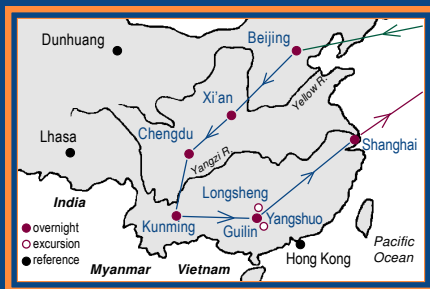 Dunhuang
Beijing
Xi'an
Yellow R.
Chengdu
Shanghai
Lhasa
Yangzi R.
India
Longsheng
overnight
Kunming
Yangshuo
excursion
Guilin
reference
Pacific
Ocean
Hong Kong
Myanmar
Vietnam